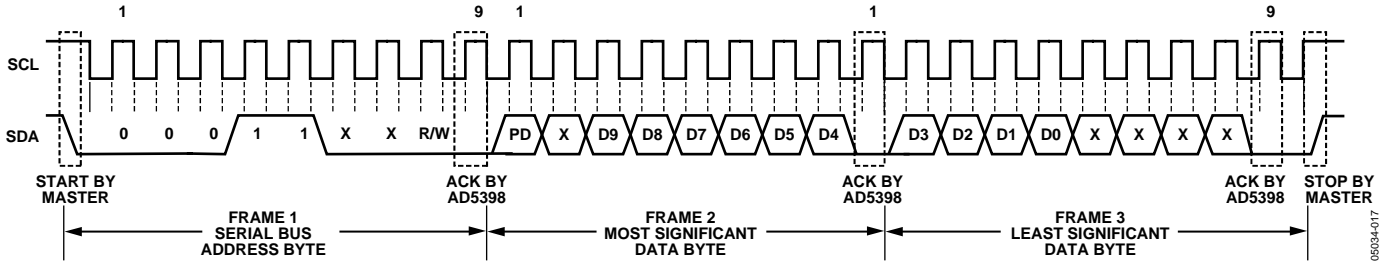 1 9 1 1 9
SCL
SDA 0 0 0 1 1 X X R/W PD X D9 D8 D7 D6 D5 D4 D3 D2 D1 D0 X X X X
START BY MASTER
ACK BY AD5398
ACK BY AD5398
ACK BY AD5398
STOP BY MASTER
FRAME 1
SERIAL BUS
ADDRESS BYTE
FRAME 2
MOST SIGNIFICANT
DATA BYTE
FRAME 3
LEAST SIGNIFICANT
DATA BYTE
05034-017